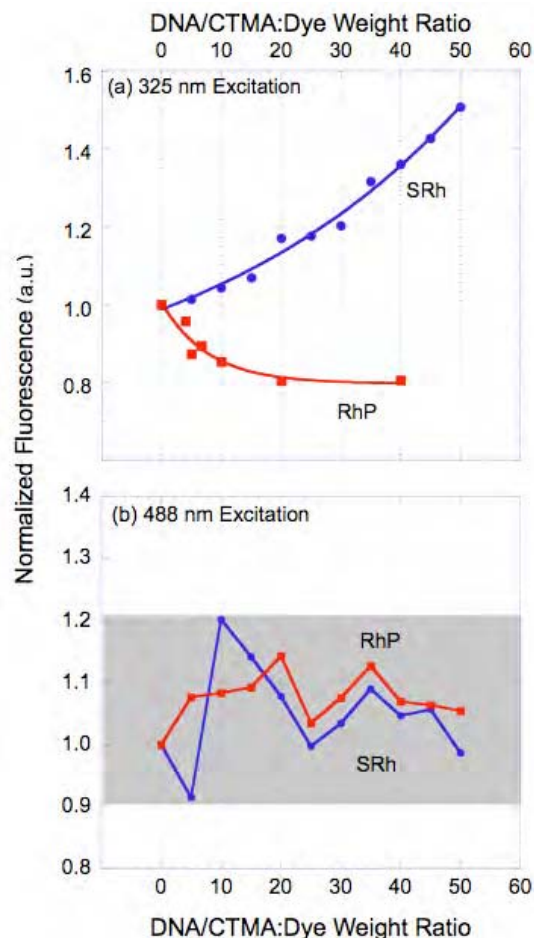 DNA/CTMA:Dye Weight Ratio
0 10 20 30 40 50 60
1.6
(a) 325 nm Excitation
1.4
SRh
1.2
1.0
0.8
RhP
Normalized Fluorescence (a.u.)
1.4
(b) 488 nm Excitation
1.3
1.2
RhP
1.1
1.0
SRh
0.9
0.8
0 10 20 30 40 50 60
DNA/CTMA:Dye Weight Ratio